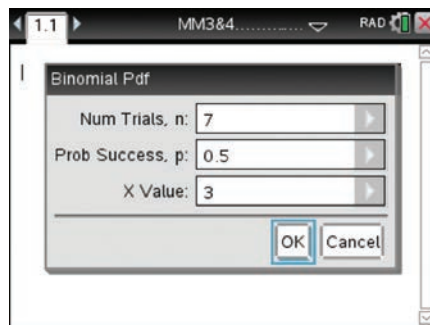 1.1 MM3&4............. RAD
Binomial Pdf
Num Trials, n: 7
Prob Success, p: 0.5
X Value: 3
OK Cancel